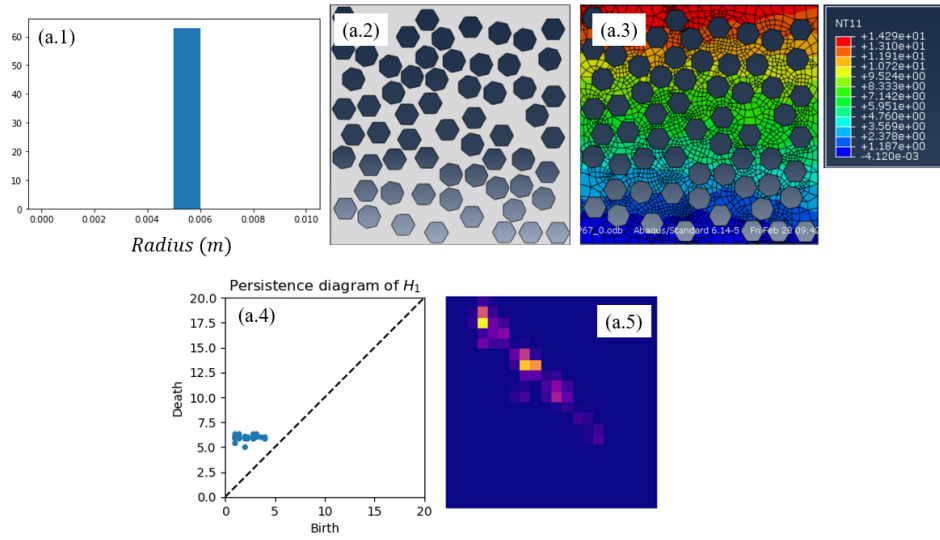 (a.1)
60
50
40
30
20
10
0
0.000 0.002 0.004 0.006 0.008 0.010
Radius (m)
(a.2)
(a.3)
967_0.odb Abaqus/Standard 6.14-5 Fri Feb 28 09:42
NT11
+1.429e+01
+1.310e+01
+1.191e+01
+1.072e+01
+9.524e+00
+8.333e+00
+7.142e+00
+5.951e+00
+4.760e+00
+3.569e+00
+2.378e+00
+1.187e+00
-4.120e-03
Persistence diagram of H1
(a.4)
20.0
17.5
15.0
12.5
10.0
7.5
5.0
2.5
0.0
Death
0 5 10 15 20
Birth
(a.5)